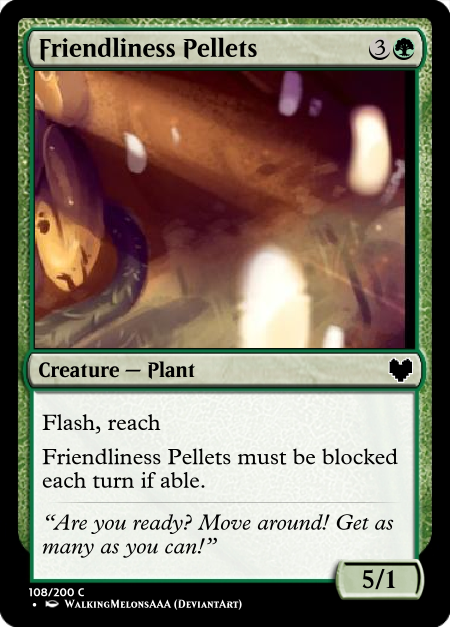 Friendliness Pellets 3
Creature — Plant
Flash, reach
Friendliness Pellets must be blocked
each turn if able.
“Are you ready? Move around! Get as
many as you can!”
5/1
108/200 C
• WalkingMelonsAAA (DeviantArt)